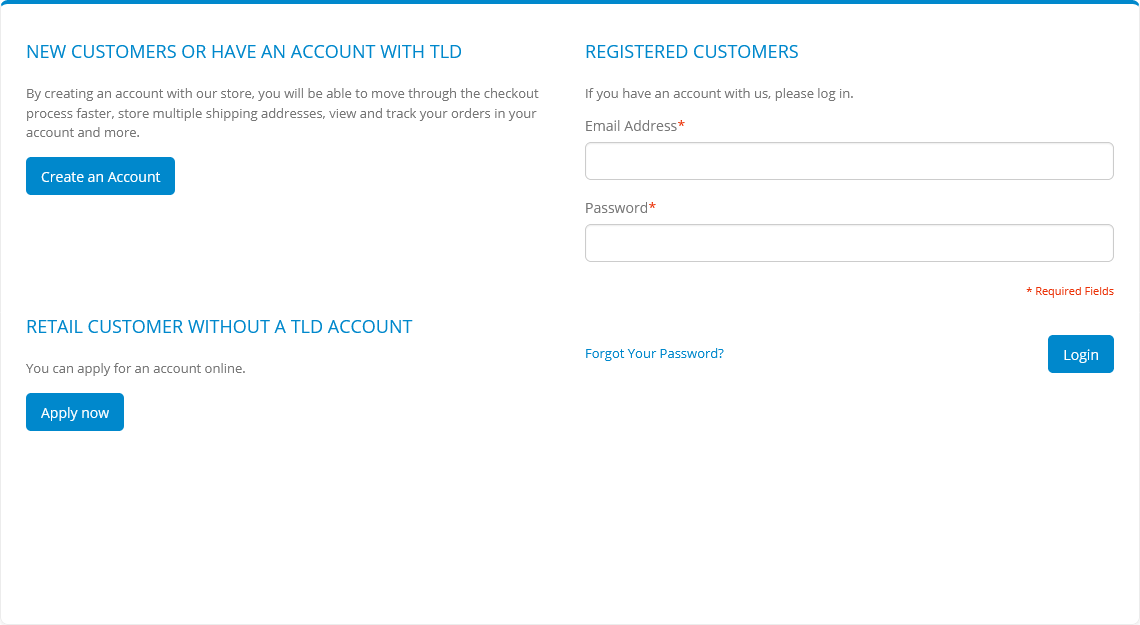 NEW CUSTOMERS OR HAVE AN ACCOUNT WITH TLD
By creating an account with our store, you will be able to move through the checkout
process faster, store multiple shipping addresses, view and track your orders in your
account and more.
Create an Account
RETAIL CUSTOMER WITHOUT A TLD ACCOUNT
You can apply for an account online.
Apply now
REGISTERED CUSTOMERS
If you have an account with us, please log in.
Email Address*
Password*
* Required Fields
Forgot Your Password?
Login